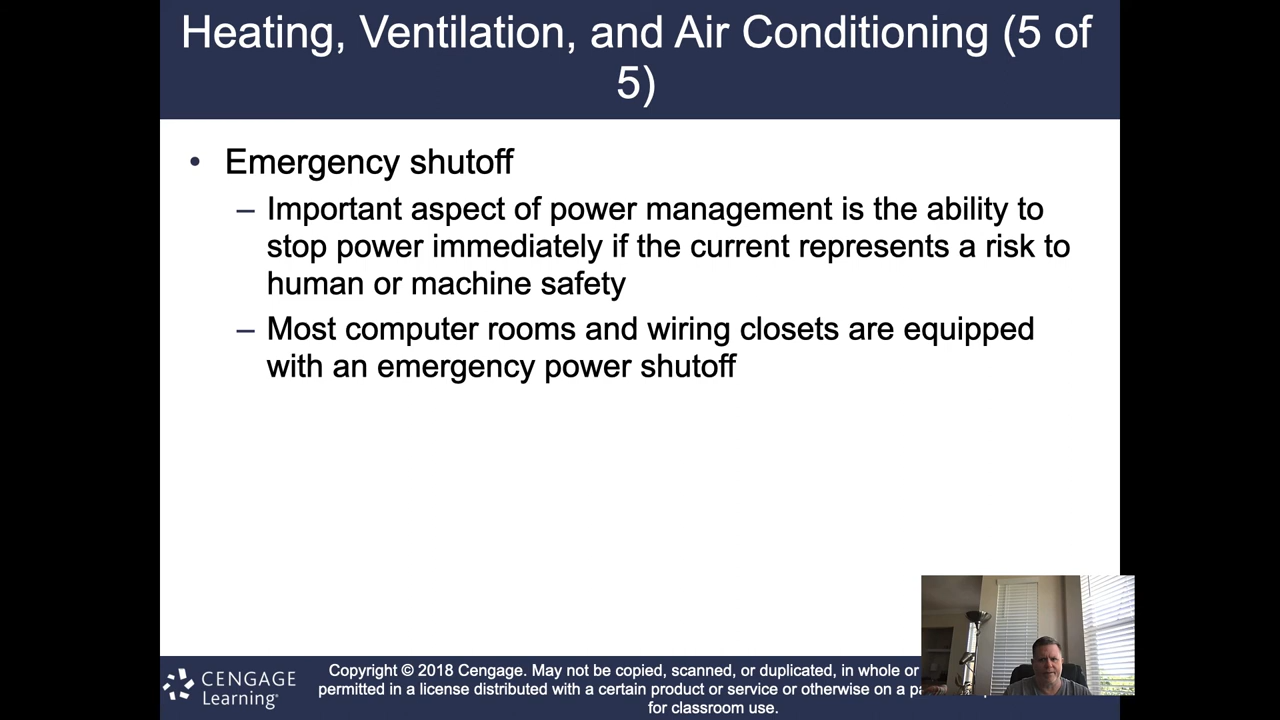 Heating, Ventilation, and Air Conditioning (5 of
5)
• Emergency shutoff
– Important aspect of power management is the ability to
stop power immediately if the current represents a risk to
human or machine safety
– Most computer rooms and wiring closets are equipped
with an emergency power shutoff
CENGAGE
Learning
Copyright © 2018 Cengage. May not be copied, scanned, or duplicated, in whole or
permitted in a license distributed with a certain product or service or otherwise on a
for classroom use.